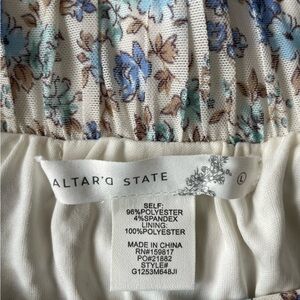 ALTAR'D STATE
L
SELF:
96%POLYESTER
4%SPANDEX
LINING:
100%POLYESTER
MADE IN CHINA
RN#159817
PO#21882
STYLE#
G1253M648JI